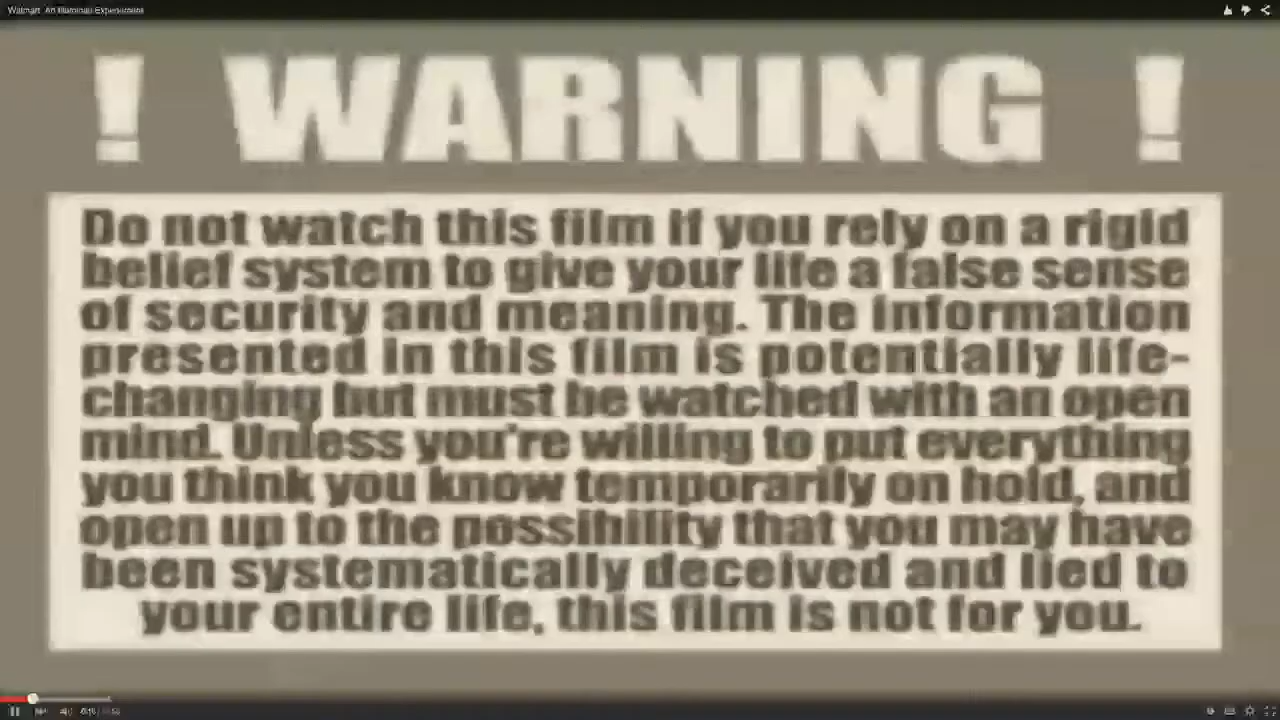 Walmart: An Illuminati Experiment
! WARNING !
Do not watch this film if you rely on a rigid
belief system to give your life a false sense
of security and meaning. The information
presented in this film is potentially life-
changing but must be watched with an open
mind. Unless you're willing to put everything
you think you know temporarily on hold, and
open up to the possibility that you may have
been systematically deceived and lied to
your entire life, this film is not for you.